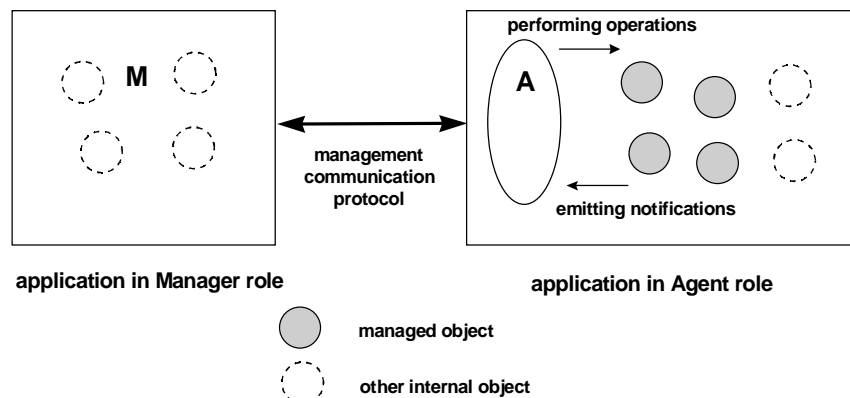 M
management
communication
protocol
performing operations
A
emitting notifications
application in Manager role
application in Agent role
managed object
other internal object